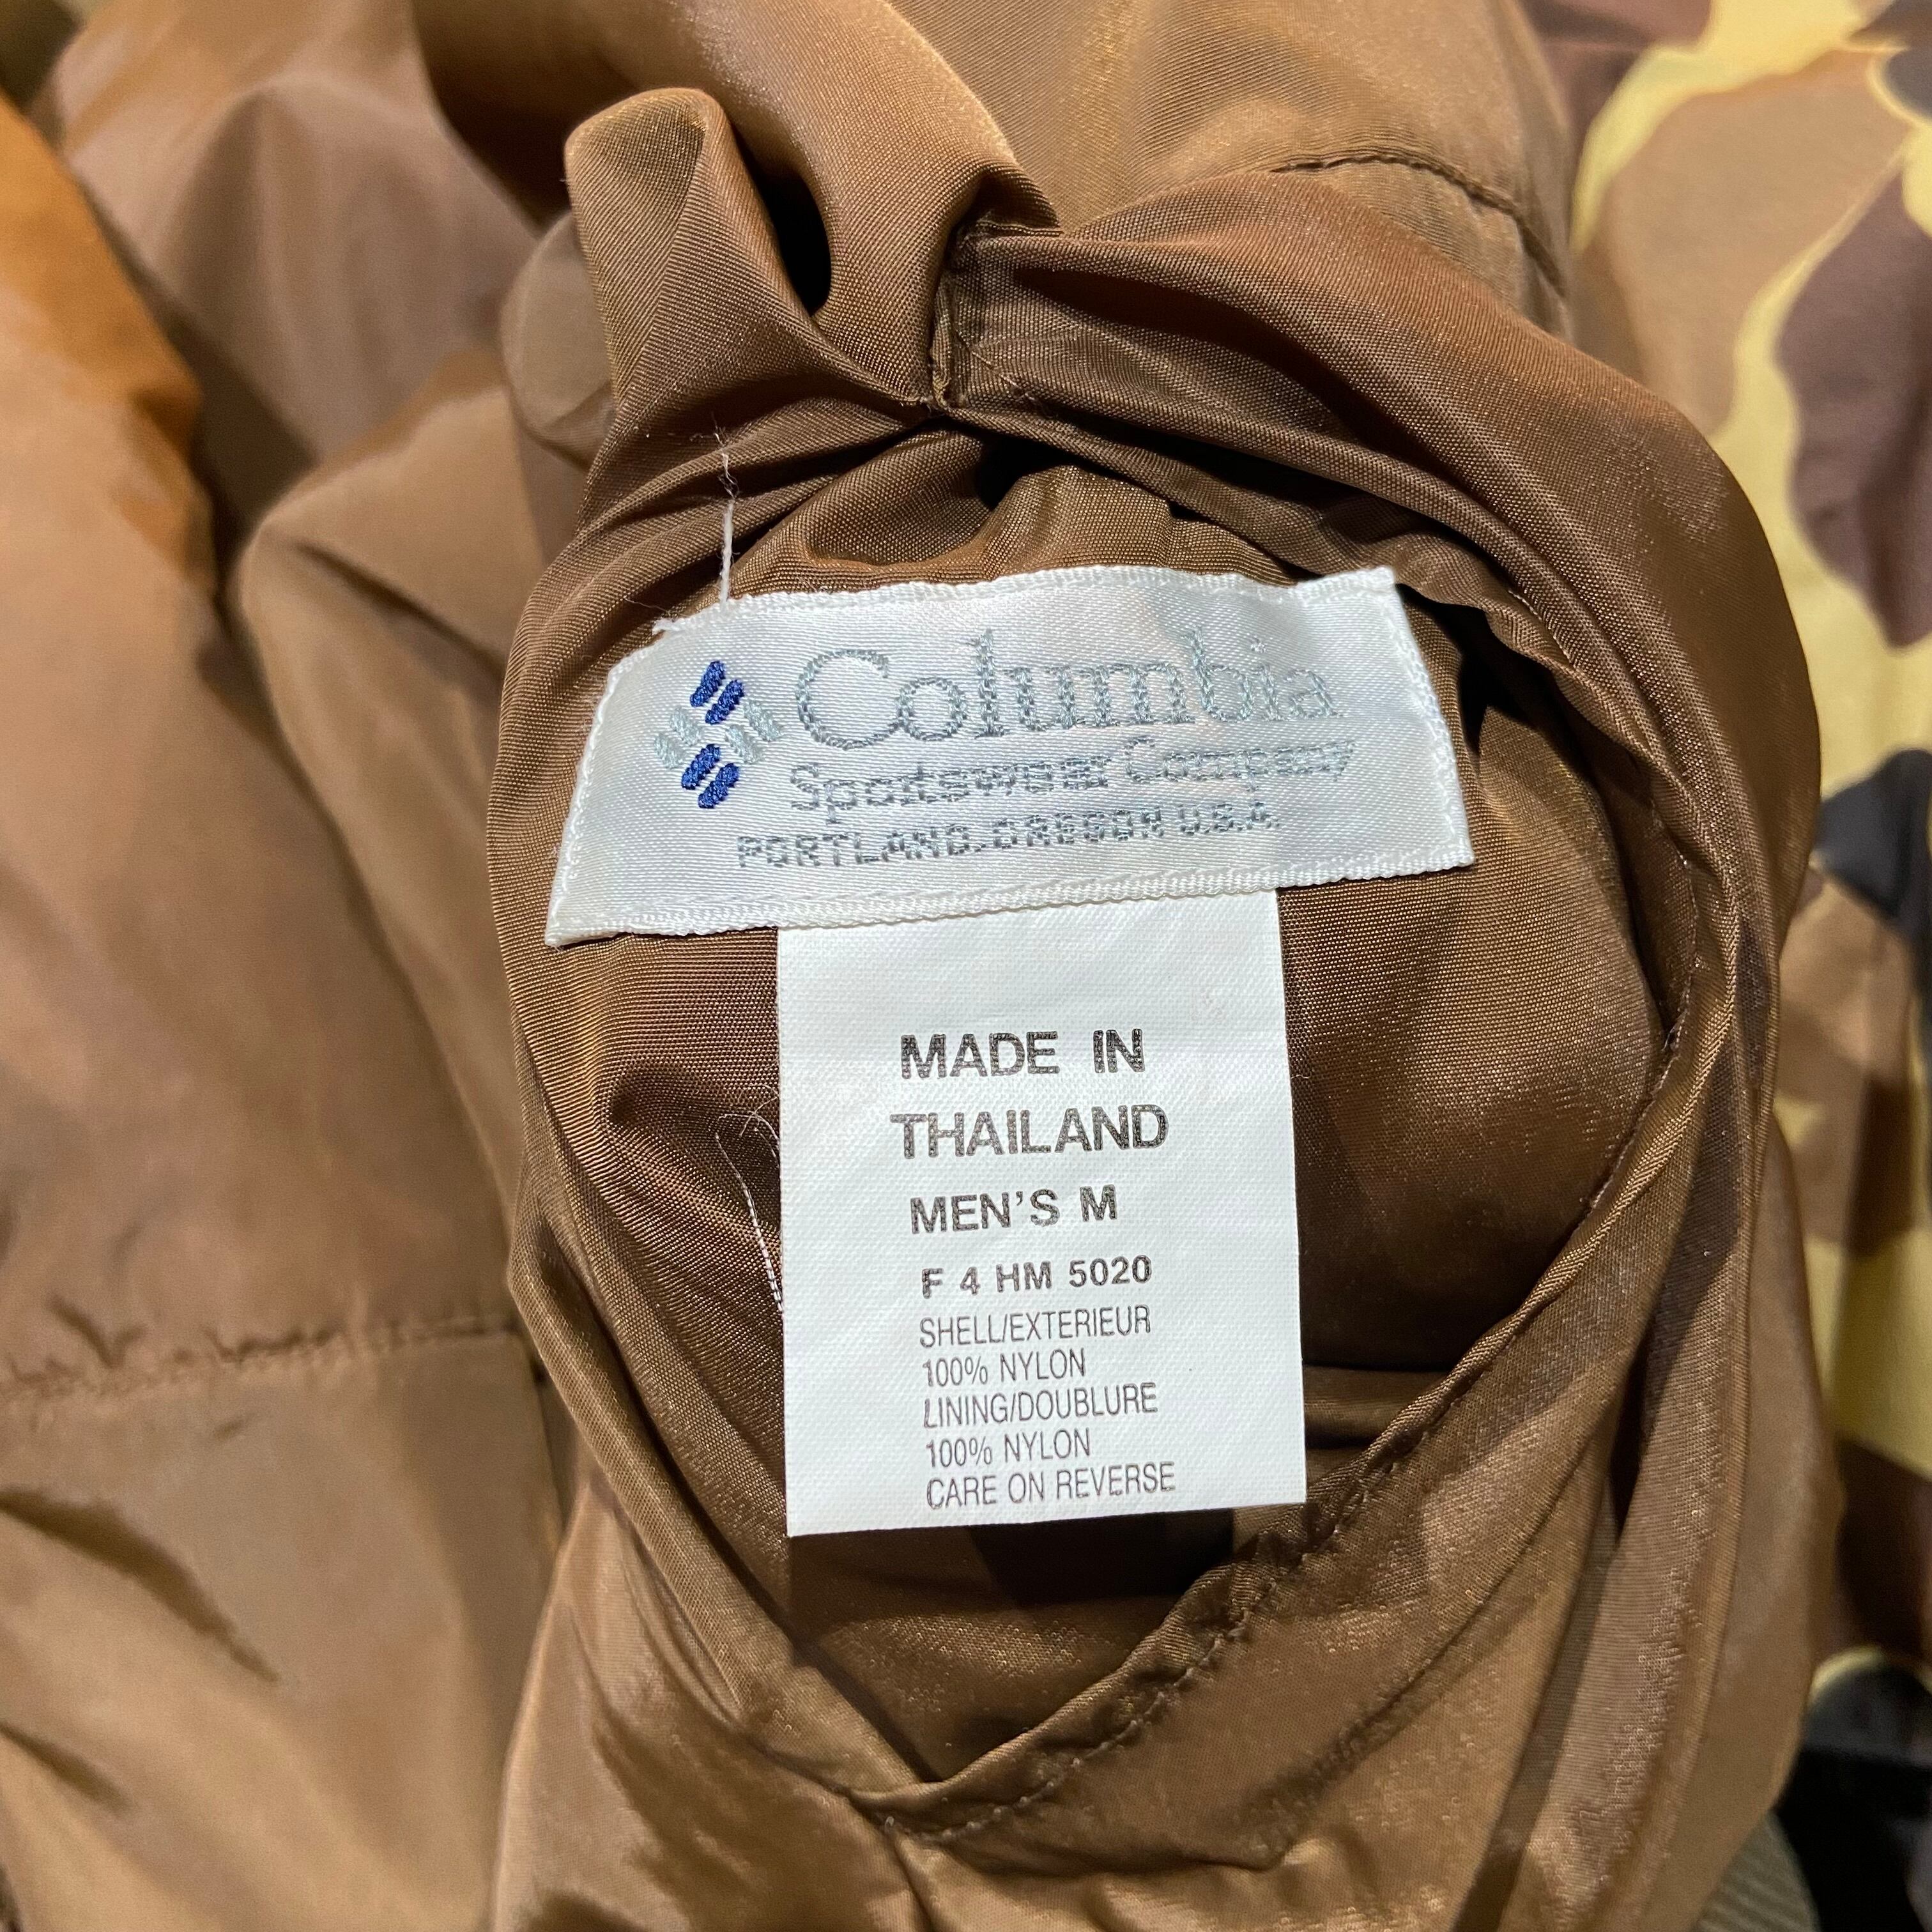 Columbia
Sportswear Company
PORTLAND.OREGON U.S.A.
MADE IN
THAILAND
MEN'S M
F 4 HM 5020
SHELL/EXTERIEUR
100% NYLON
LINING/DOUBLURE
100% NYLON
CARE ON REVERSE